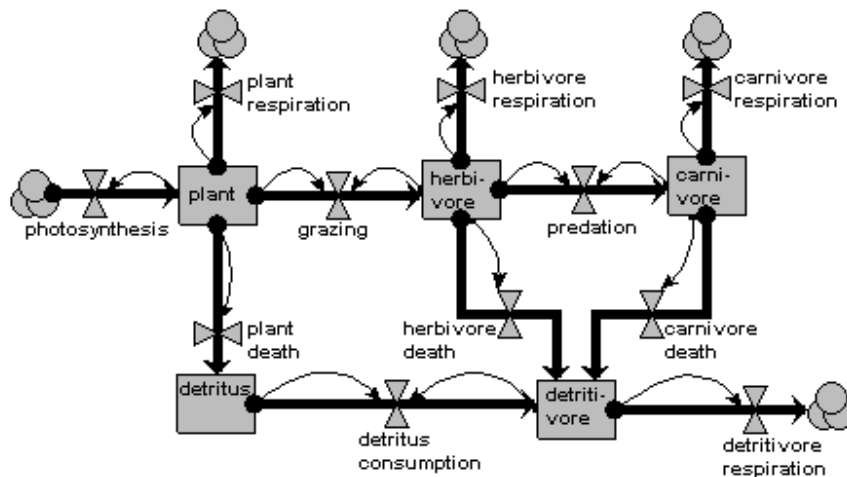 plant
respiration
herbivore
respiration
carnivore
respiration
plant
herbi-
vore
carni-
vore
photosynthesis
grazing
predation
plant
death
herbivore
death
carnivore
death
detritus
detriti-
vore
detritus
consumption
detritivore
respiration